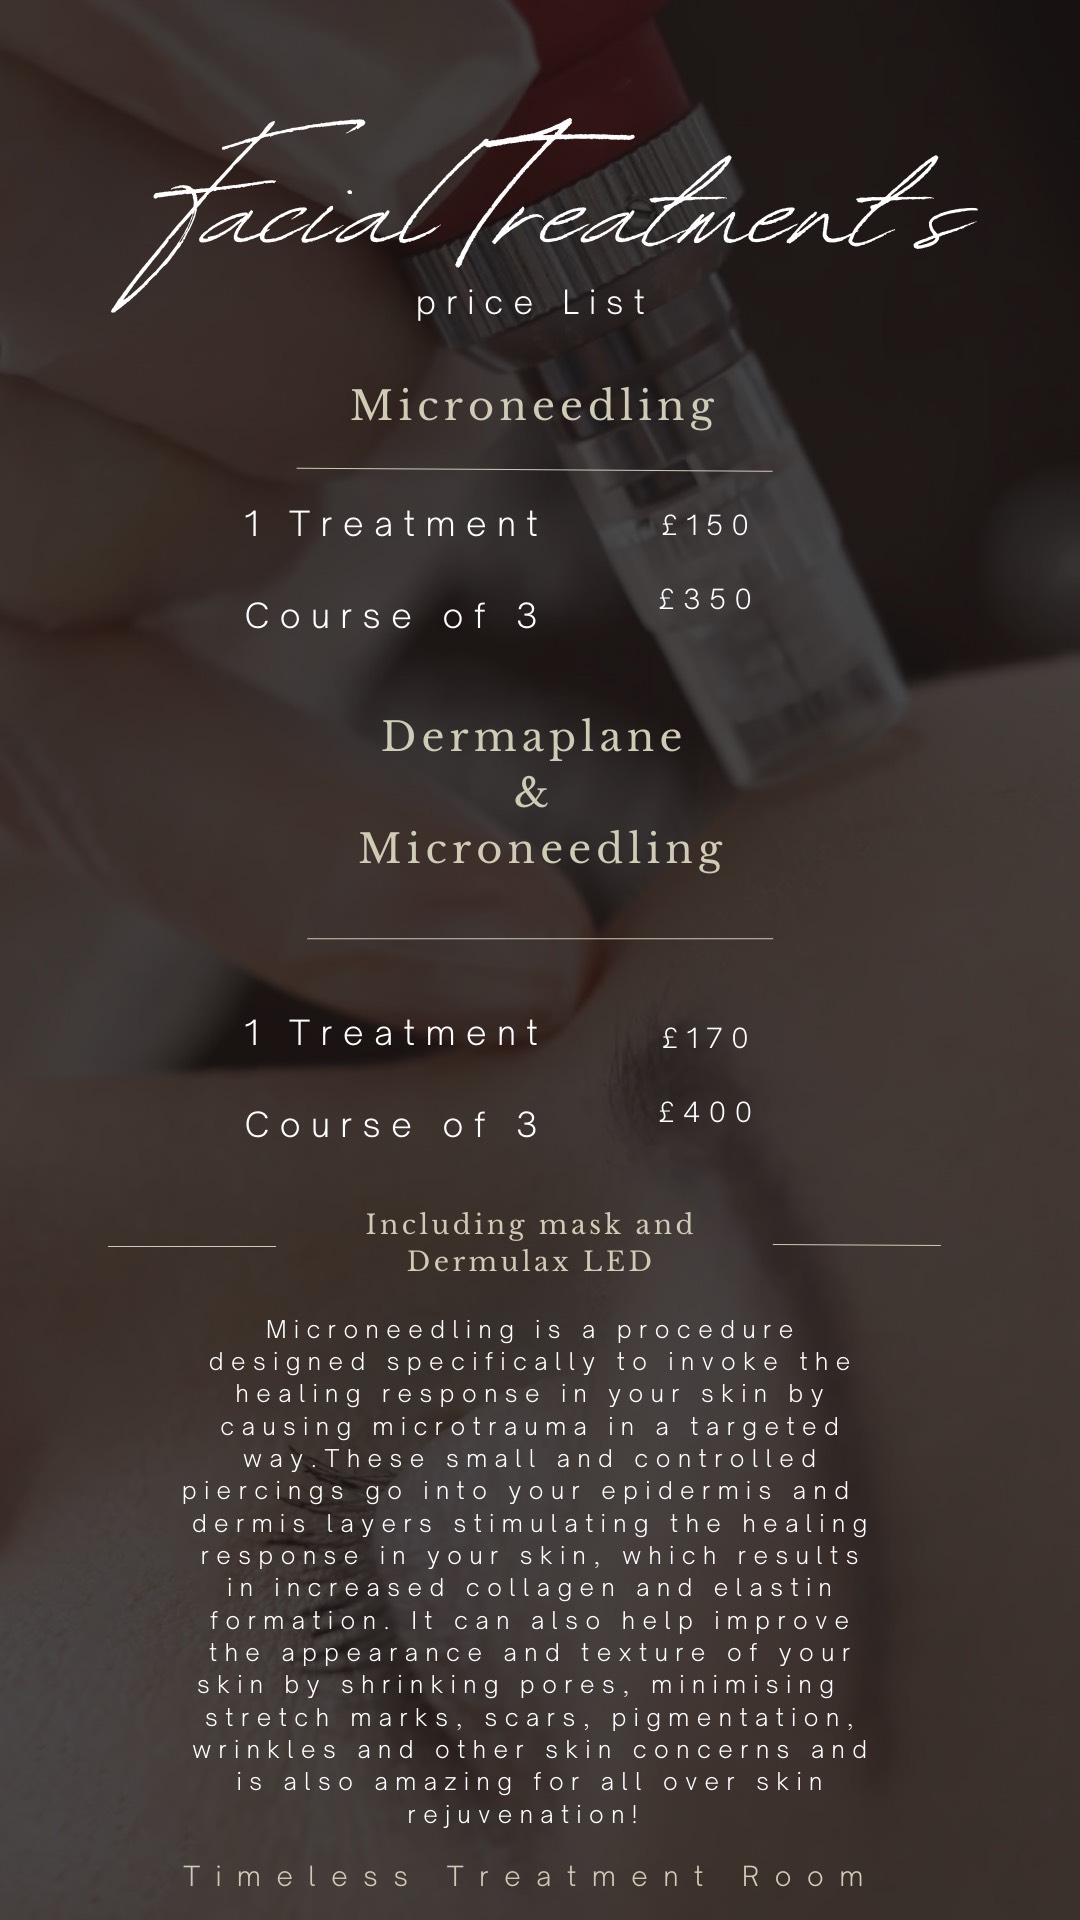 Facial Treatments
price List
Microneedling
1 Treatment £150
Course of 3 £350
Dermaplane
&
Microneedling
1 Treatment £170
Course of 3 £400
Including mask and
Dermulax LED
Microneedling is a procedure
designed specifically to invoke the
healing response in your skin by
causing microtrauma in a targeted
way.These small and controlled
piercings go into your epidermis and
dermis layers stimulating the healing
response in your skin, which results
in increased collagen and elastin
formation. It can also help improve
the appearance and texture of your
skin by shrinking pores, minimising
stretch marks, scars, pigmentation,
wrinkles and other skin concerns and
is also amazing for all over skin
rejuvenation!
Timeless Treatment Room